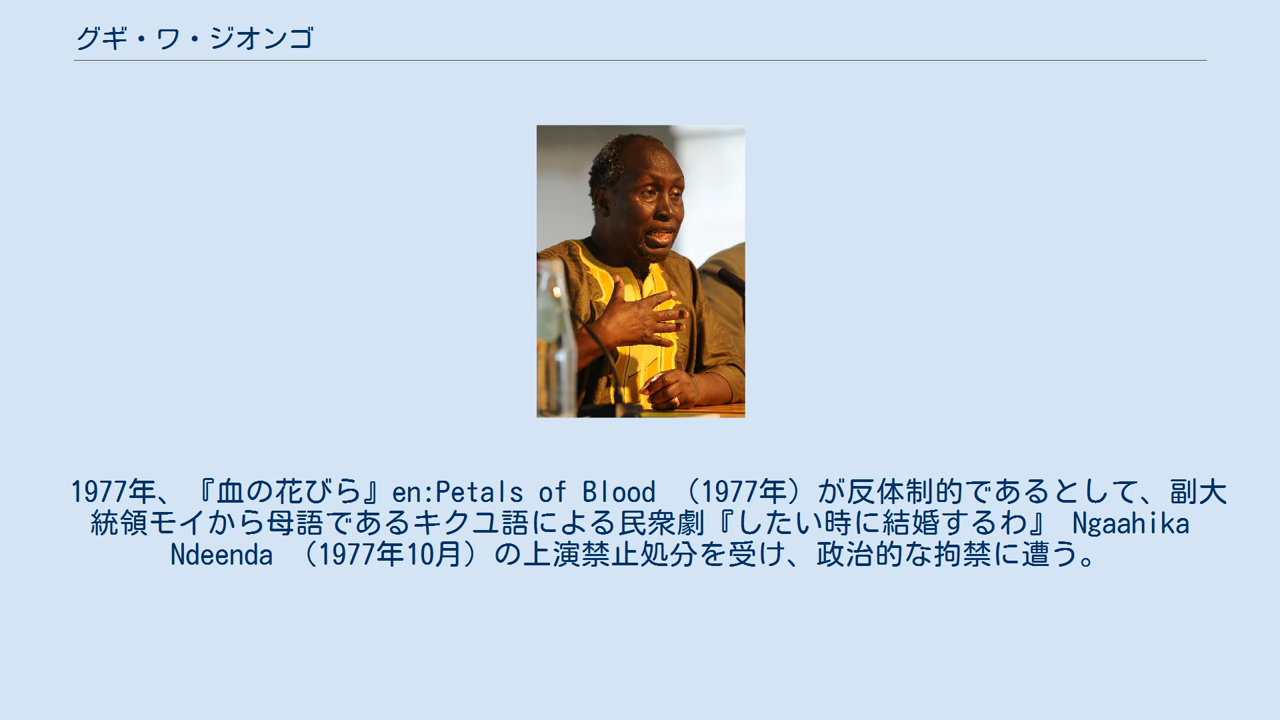 グギ・ワ・ジオンゴ
1977年、『血の花びら』en:Petals of Blood （1977年）が反体制的であるとして、副大
統領モイから母語であるキクユ語による民衆劇『したい時に結婚するわ』 Ngaahika
Ndeenda （1977年10月）の上演禁止処分を受け、政治的な拘禁に遭う。